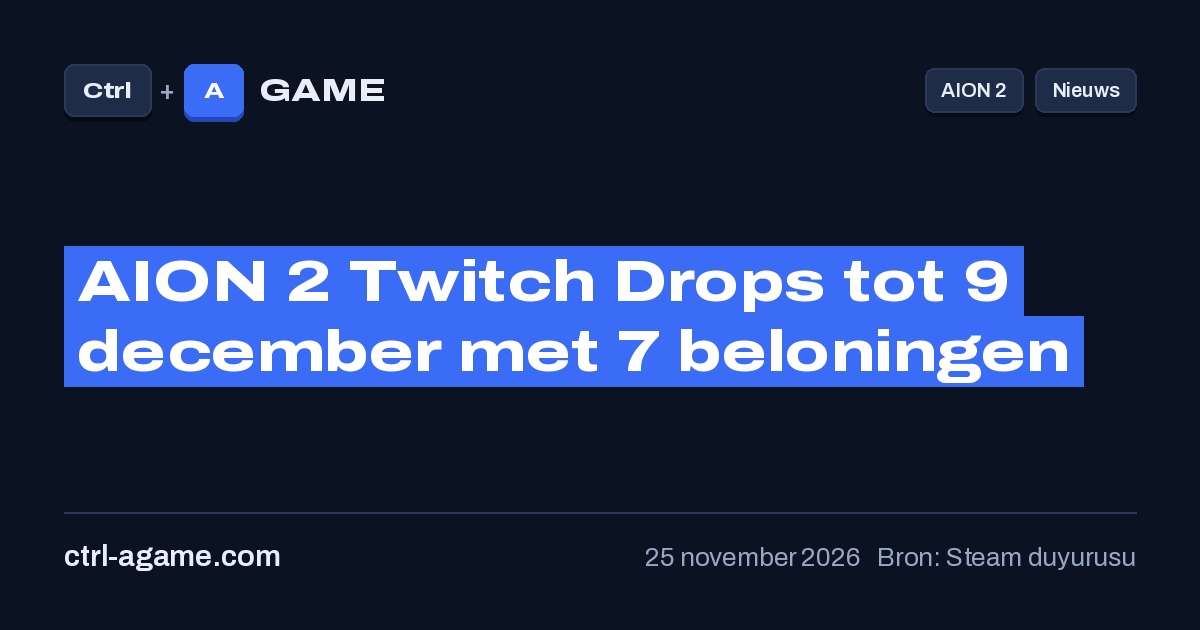 Ctrl + A GAME
AION 2 Nieuws
AION 2 Twitch Drops tot 9
december met 7 beloningen
ctrl-agame.com
25 november 2026 Bron: Steam duyurusu